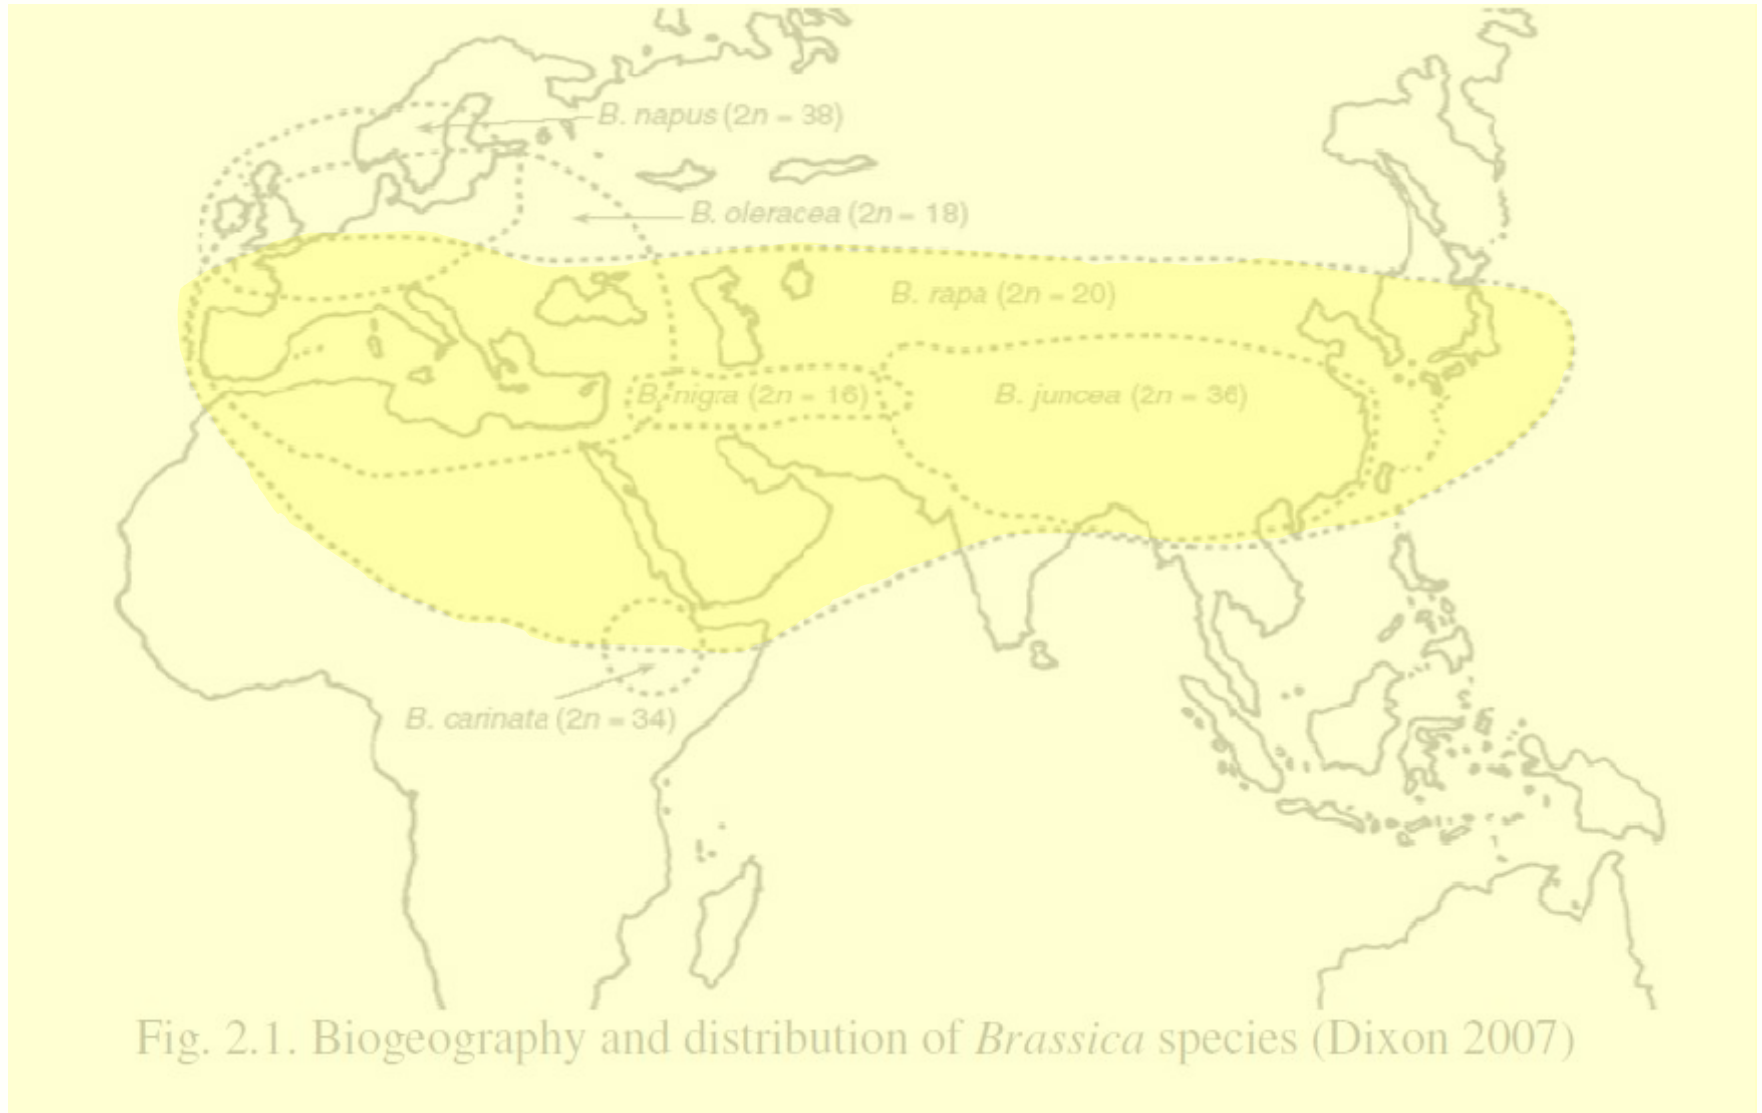 B. napus (2n = 38)
B. oleracea (2n = 18)
B. rapa (2n = 20)
B. nigra (2n = 16)
B. juncea (2n = 36)
B. carinata (2n = 34)
Fig. 2.1. Biogeography and distribution of Brassica species (Dixon 2007)